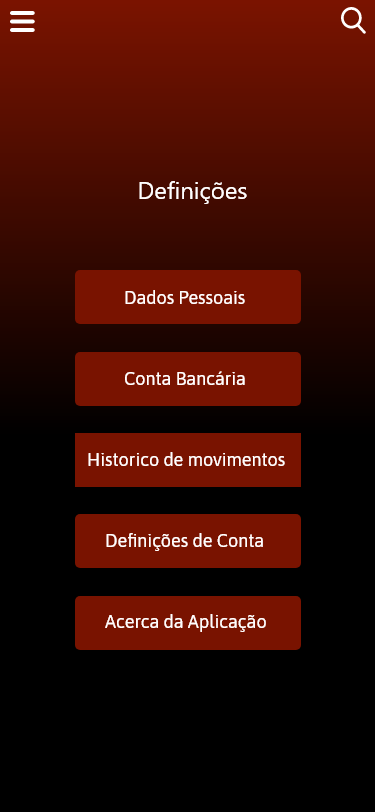 Definições
Dados Pessoais
Conta Bancária
Historico de movimentos
Definições de Conta
Acerca da Aplicação